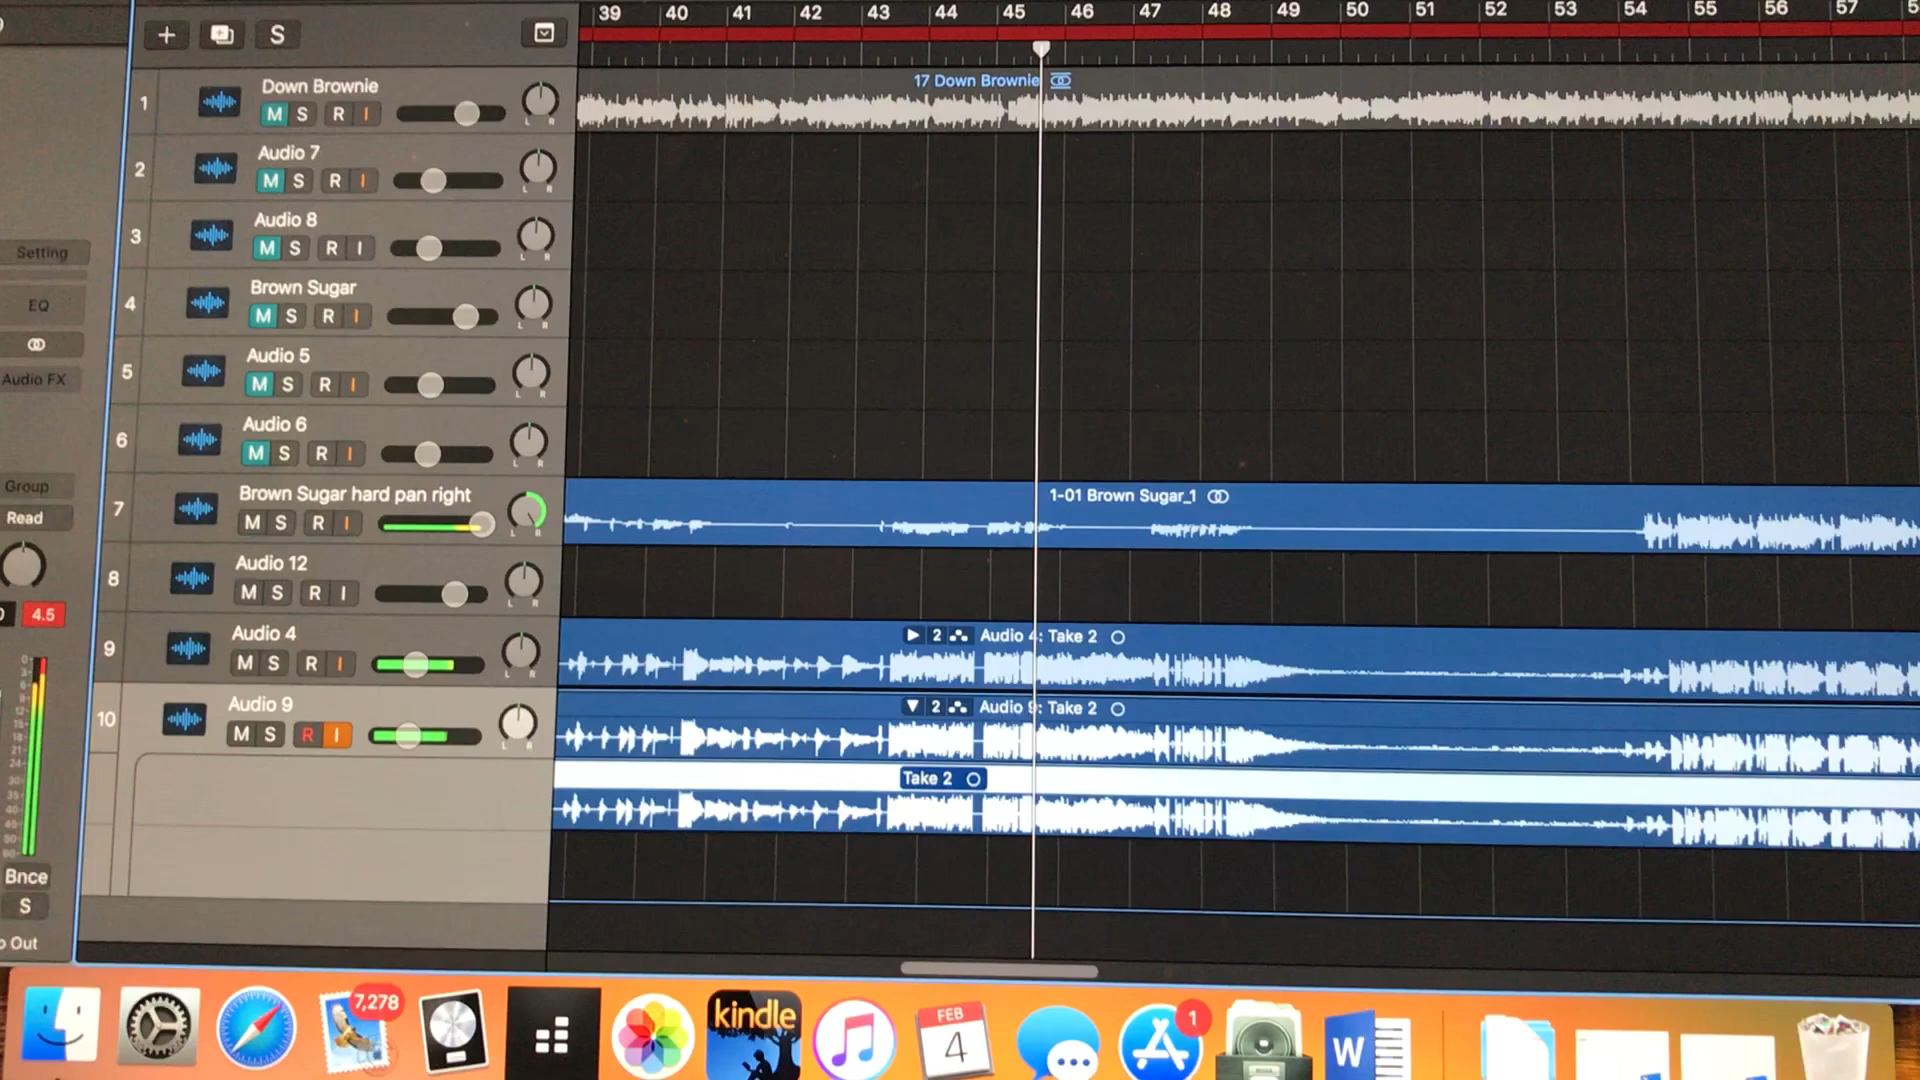 39 40 41 42 43 44 45 46 47 48 49 50 51 52 53 54 55 56 57
S
17 Down Brownie
1 Down Brownie
M S R I
L R
2 Audio 7
M S R I
L R
3 Audio 8
M S R I
L R
4 Brown Sugar
M S R I
L R
5 Audio 5
M S R I
L R
6 Audio 6
M S R I
L R
7 Brown Sugar hard pan right
M S R I
L R
1-01 Brown Sugar_1
8 Audio 12
M S R I
L R
9 Audio 4
M S R I
L R
2 Audio 4: Take 2
10 Audio 9
M S R I
L R
2 Audio 9: Take 2
Take 2
Setting
EQ
Audio FX
Group
Read
4.5
Bnce
S
Out
7,278
kindle
FEB
4
1
W